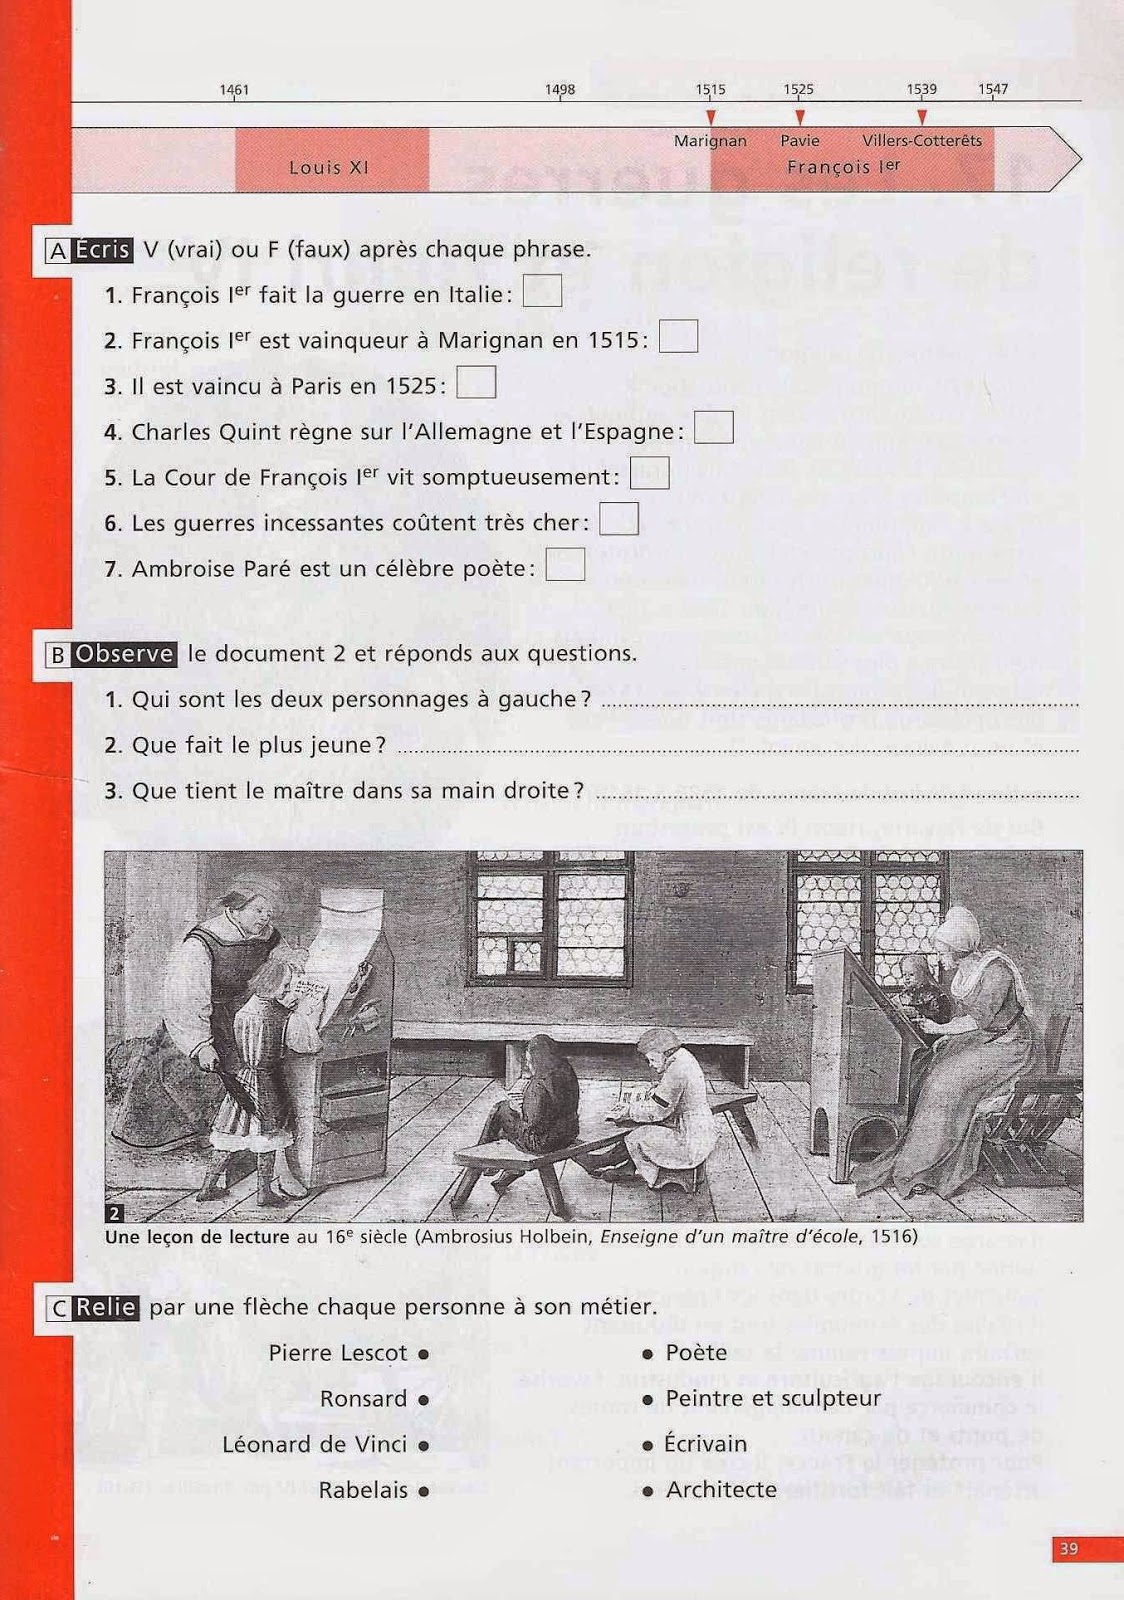 1461 1498 1515 1525 1539 1547
Marignan Pavie Villers-Cotterêts
Louis XI François Ier
A Écris V (vrai) ou F (faux) après chaque phrase.
1. François Ier fait la guerre en Italie :
2. François Ier est vainqueur à Marignan en 1515 :
3. Il est vaincu à Paris en 1525 :
4. Charles Quint règne sur l'Allemagne et l'Espagne :
5. La Cour de François Ier vit somptueusement :
6. Les guerres incessantes coûtent très cher :
7. Ambroise Paré est un célèbre poète :
B Observe le document 2 et réponds aux questions.
1. Qui sont les deux personnages à gauche ?
2. Que fait le plus jeune ?
3. Que tient le maître dans sa main droite ?
2
Une leçon de lecture au 16e siècle (Ambrosius Holbein, Enseigne d'un maître d'école, 1516)
C Relie par une flèche chaque personne à son métier.
Pierre Lescot • • Poète
Ronsard • • Peintre et sculpteur
Léonard de Vinci • • Écrivain
Rabelais • • Architecte
39